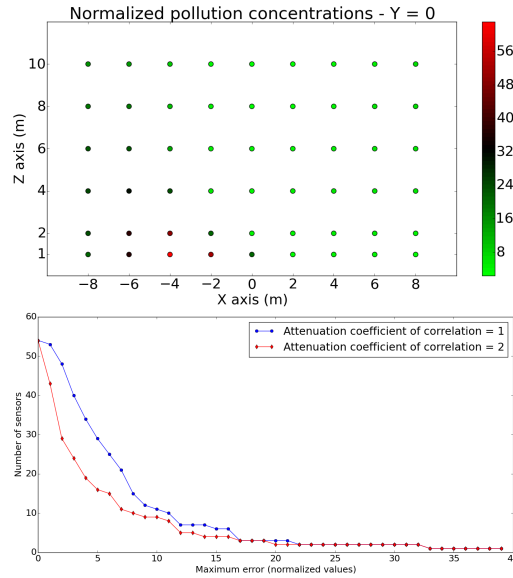 Normalized pollution concentrations - Y = 0
Z axis (m)
10
8
6
4
2
1
−8 −6 −4 −2 0 2 4 6 8
X axis (m)
56
48
40
32
24
16
8
Number of sensors
60
50
40
30
20
10
0
Attenuation coefficient of correlation = 1
Attenuation coefficient of correlation = 2
0 5 10 15 20 25 30 35 40
Maximum error (normalized values)